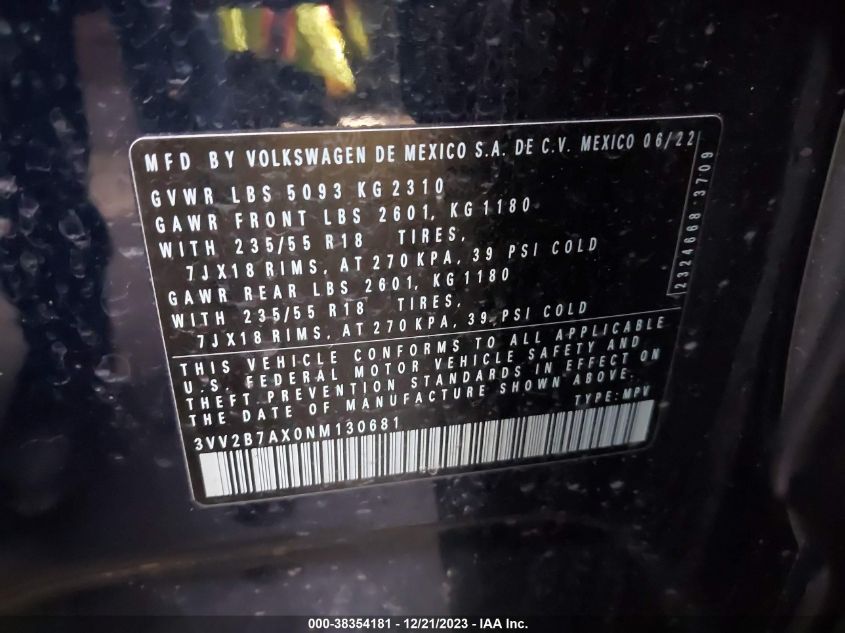 MFD BY VOLKSWAGEN DE MEXICO S.A. DE C.V. MEXICO 06/22
GVWR LBS 5093 KG 2310
GAWR FRONT LBS 2601, KG 1180
WITH 235/55 R18 TIRES,
7JX18 RIMS, AT 270 KPA, 39 PSI COLD
GAWR REAR LBS 2601, KG 1180
WITH 235/55 R18 TIRES,
7JX18 RIMS, AT 270 KPA, 39 PSI COLD
2324668 3709
THIS VEHICLE CONFORMS TO ALL APPLICABLE
U.S. FEDERAL MOTOR VEHICLE SAFETY AND
THEFT PREVENTION STANDARDS IN EFFECT ON
THE DATE OF MANUFACTURE SHOWN ABOVE.
3VV2B7AX0NM130681 TYPE: MPV
000-38354181 - 12/21/2023 - IAA Inc.